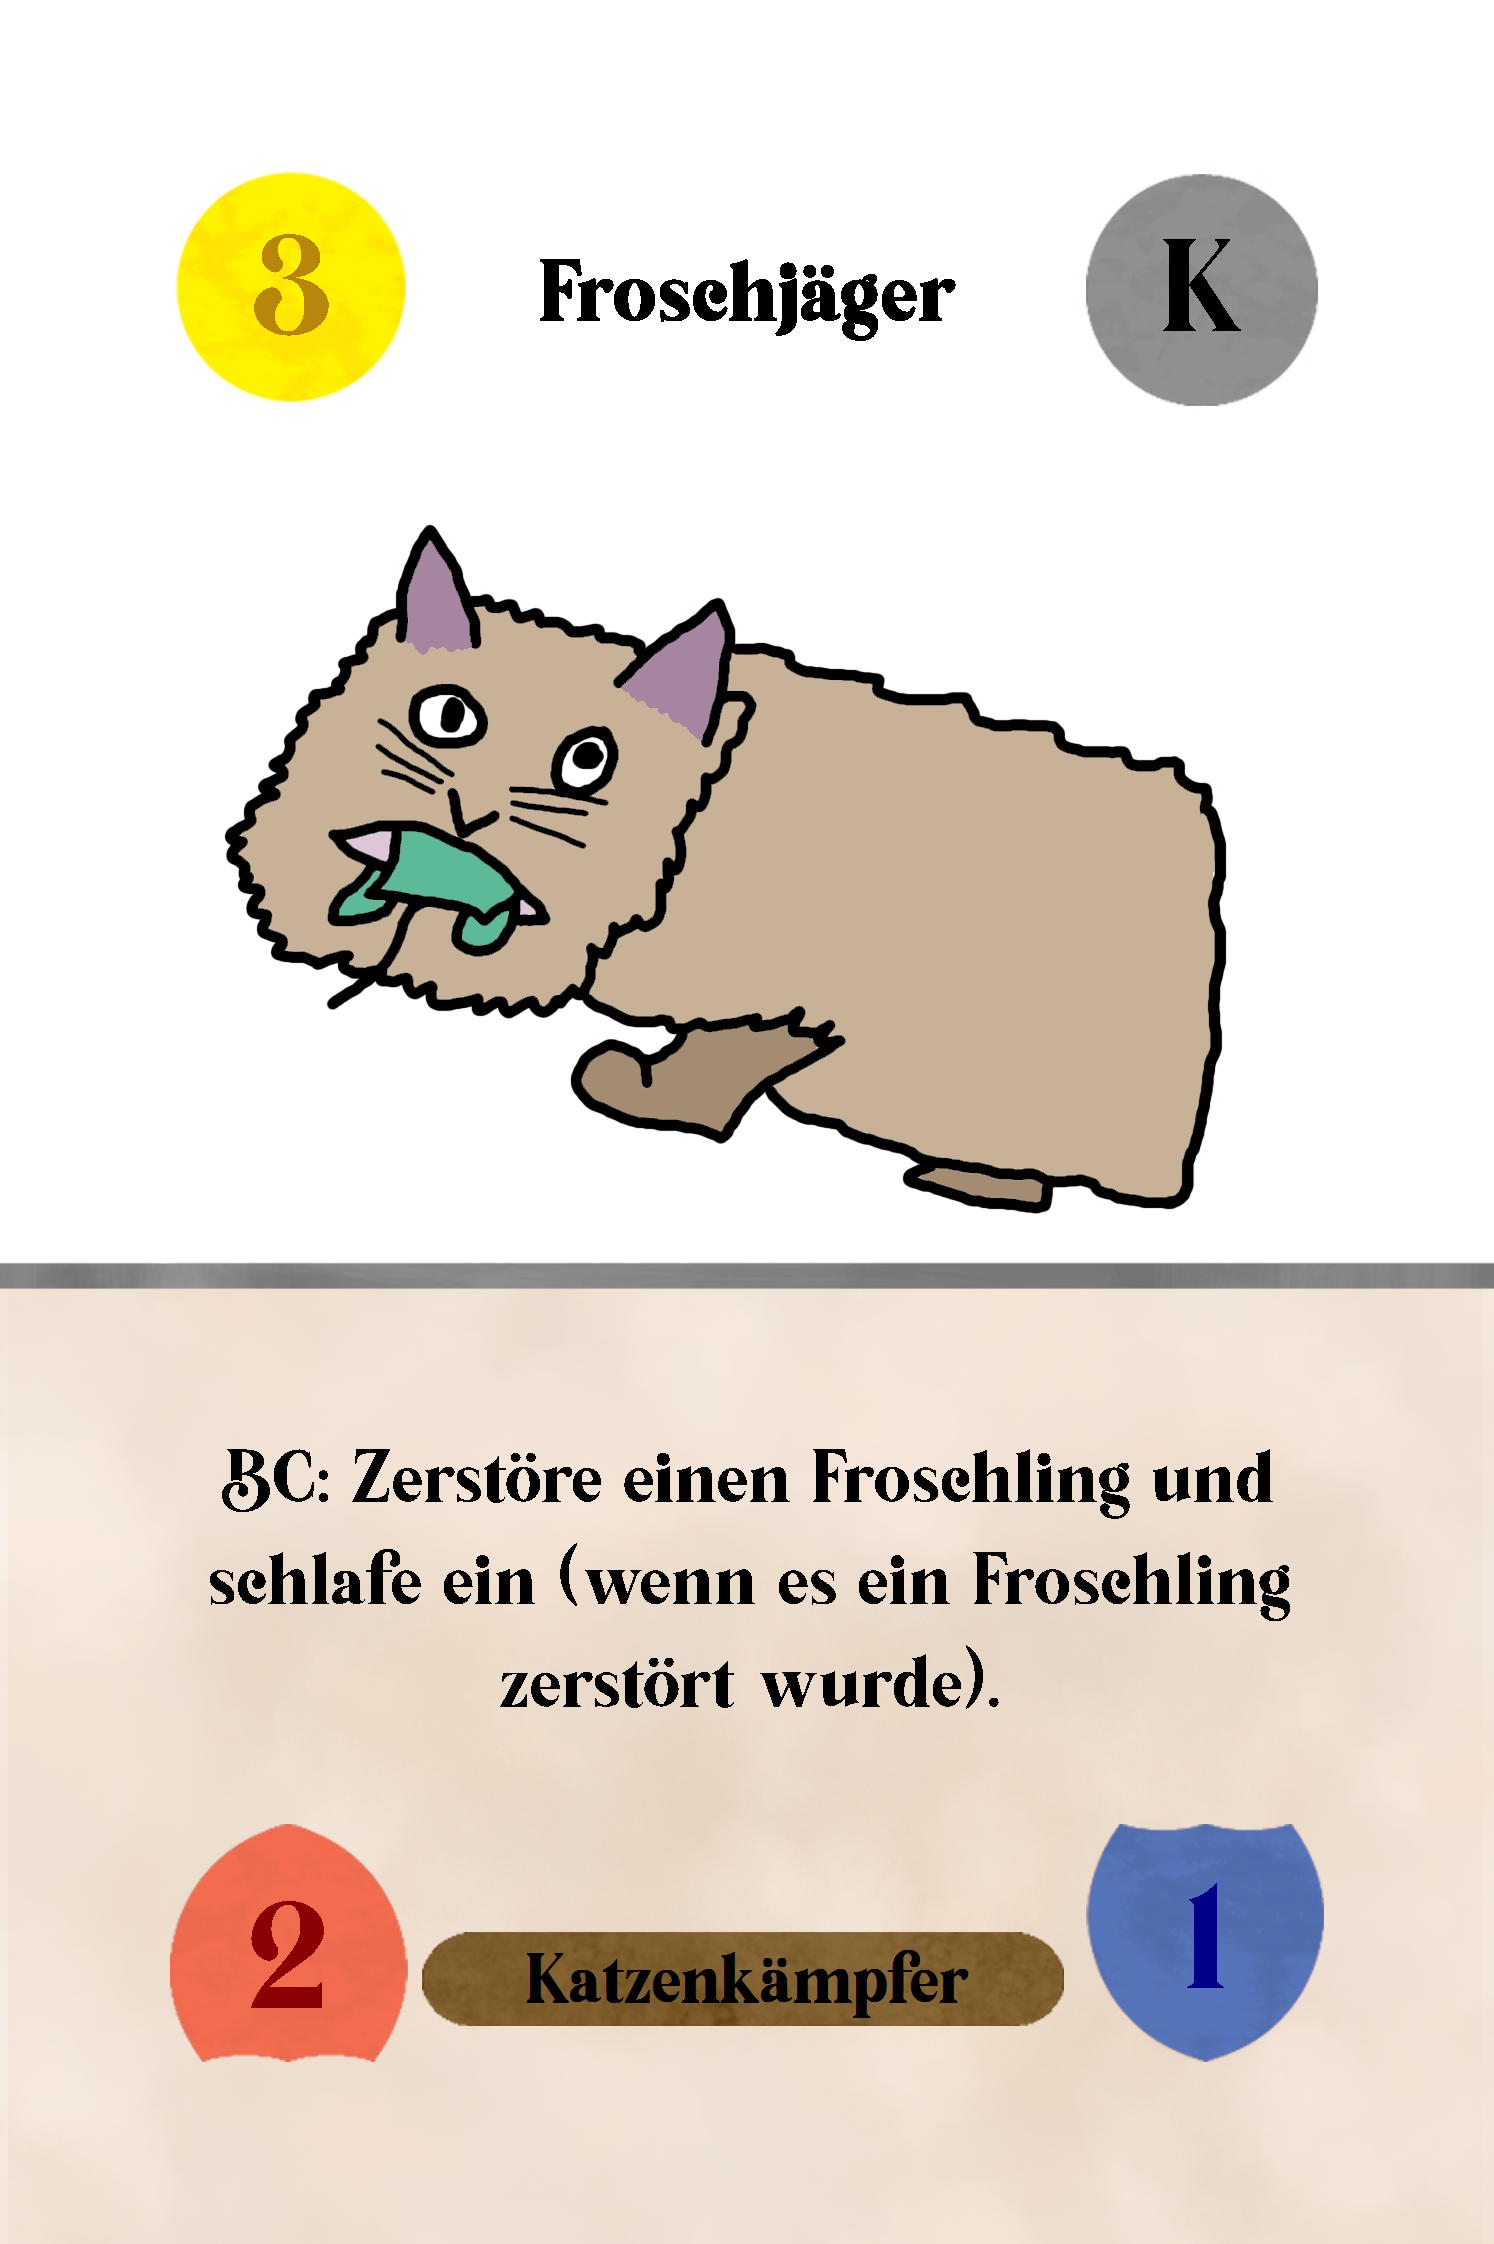 3
Froschjäger
K
BC: Zerstöre einen Froschling und
schlafe ein (wenn es ein Froschling
zerstört wurde).
2
Katzenkämpfer
1